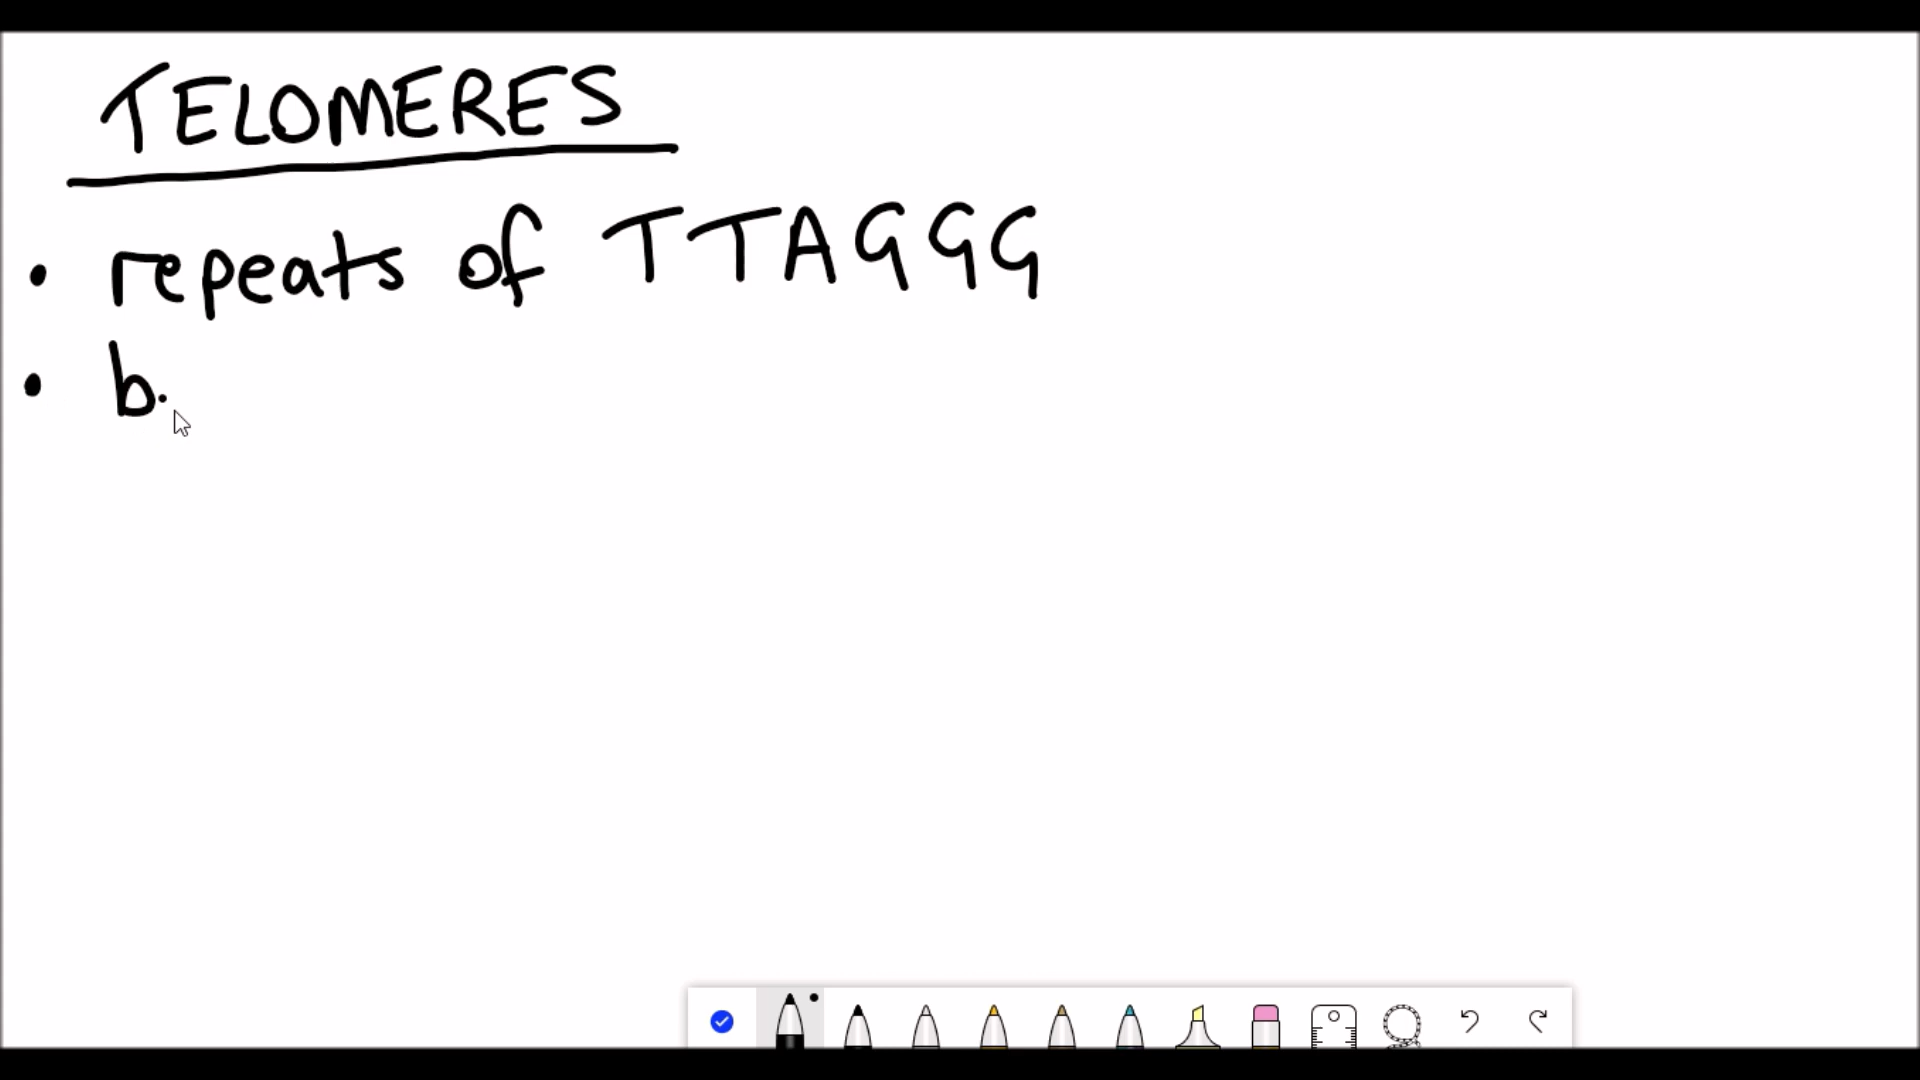 TELOMERES
• repeats of TTAGGG
• b.